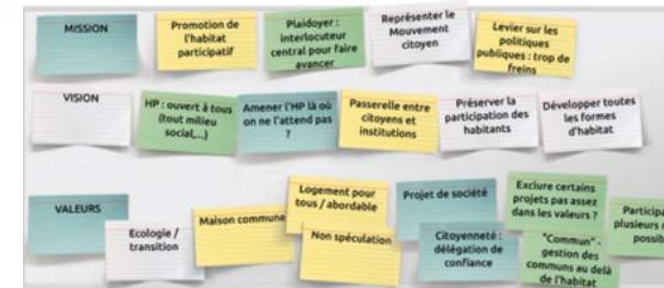 MISSION
Promotion de
l'habitat
participatif
Plaidoyer :
interlocuteur
central pour faire
avancer
Représenter le
Mouvement
citoyen
Levier sur les
politiques
publiques : trop de
freins
VISION
HP : ouvert à tous
(tout milieu
social,...)
Amener l'HP là où
on ne l'attend pas
?
Passerelle entre
citoyens et
institutions
Préserver la
participation des
habitants
Développer toutes
les formes
d'habitat
VALEURS
Ecologie /
transition
Maison commune
Logement pour
tous / abordable
Non spéculation
Projet de société
Citoyenneté :
délégation de
confiance
Exclure certains
projets pas assez
dans les valeurs ?
"Commun" -
gestion des
communs au delà
de l'habitat
plusieurs